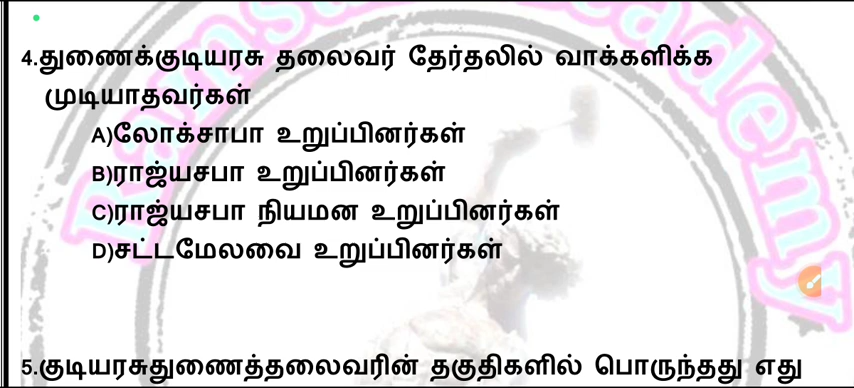 4.துணைக்குடியரசு தலைவர் தேர்தலில் வாக்களிக்க
முடியாதவர்கள்
A)லோக்சாபா உறுப்பினர்கள்
B)ராஜ்யசபா உறுப்பினர்கள்
C)ராஜ்யசபா நியமன உறுப்பினர்கள்
D)சட்டமேலவை உறுப்பினர்கள்
5.குடியரசுதுணைத்தலைவரின் தகுதிகளில் பொருந்தது எது